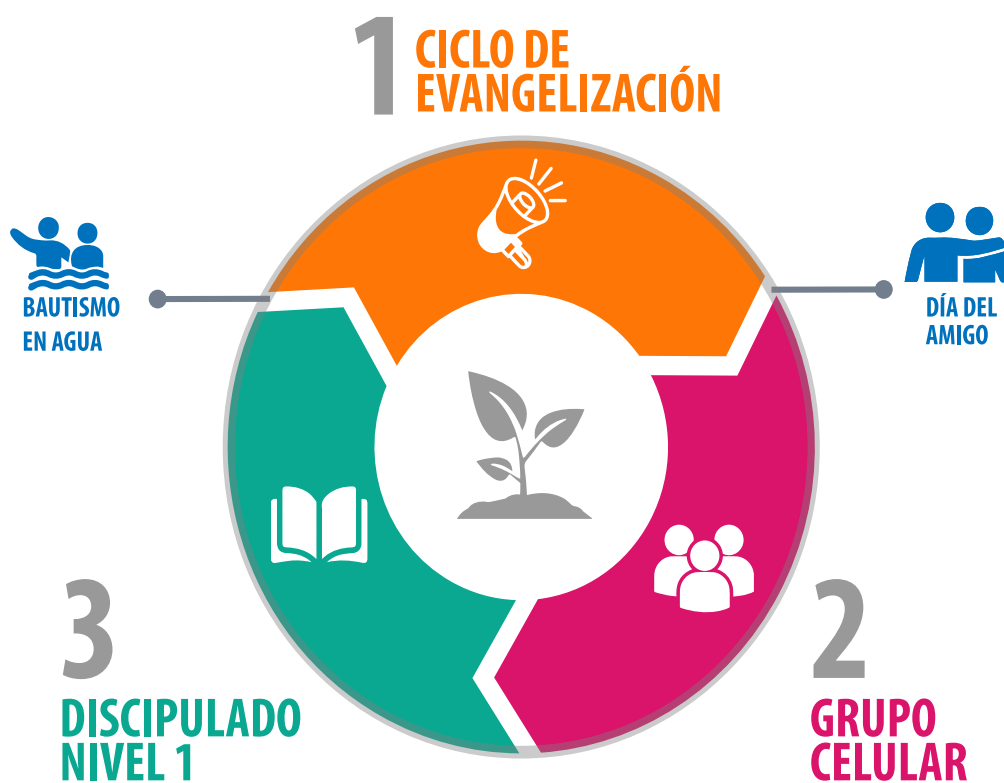 1 CICLO DE
EVANGELIZACIÓN
BAUTISMO
EN AGUA
DÍA DEL
AMIGO
3
DISCIPULADO
NIVEL 1
2
GRUPO
CELULAR